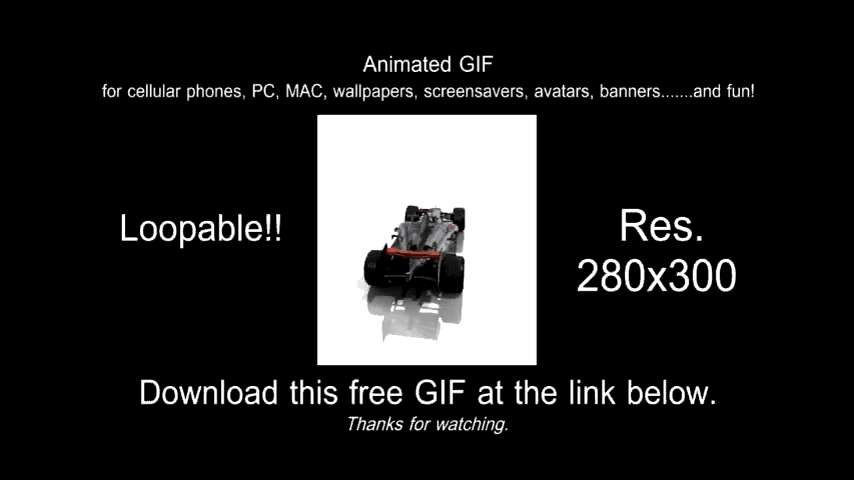 Animated GIF
for cellular phones, PC, MAC, wallpapers, screensavers, avatars, banners.......and fun!
Loopable!!
Res.
280x300
Download this free GIF at the link below.
Thanks for watching.